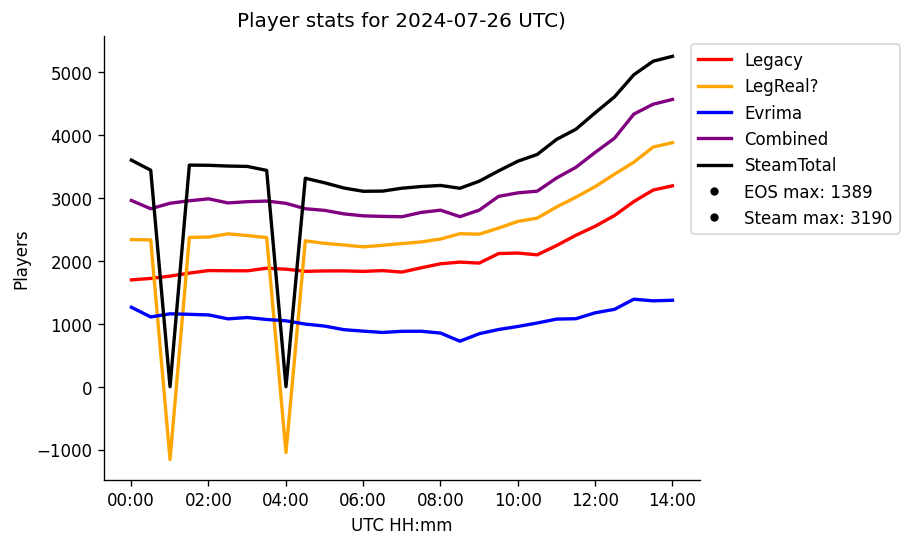 Player stats for 2024-07-26 UTC)
Legacy
LegReal?
Evrima
Combined
SteamTotal
EOS max: 1389
Steam max: 3190
Players
5000
4000
3000
2000
1000
0
−1000
00:00 02:00 04:00 06:00 08:00 10:00 12:00 14:00
UTC HH:mm